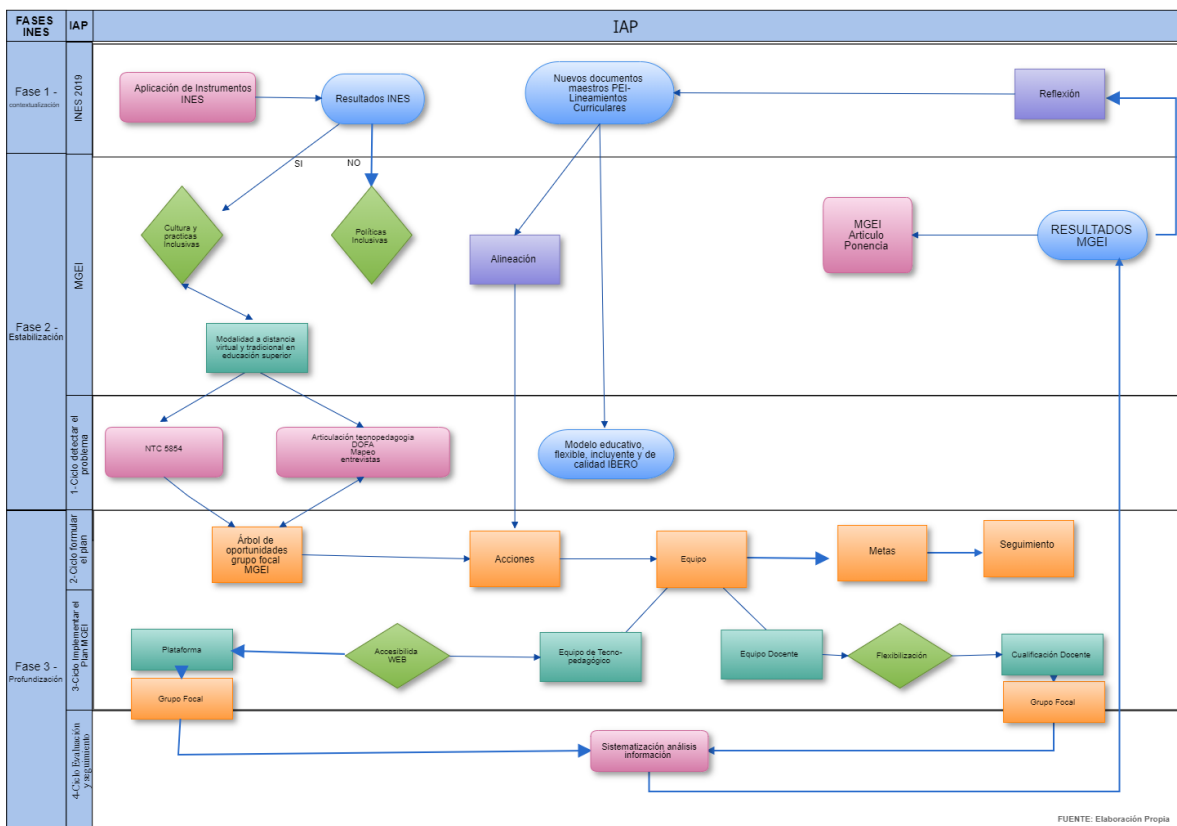 FASES
INES
IAP
IAP
Fase 1 -
contextualización
INES 2019
Aplicación de Instrumentos
INES
Resultados INES
Nuevos documentos
maestros PEI-
Lineamientos
Curriculares
Reflexión
SI
NO
Fase 2 -
Estabilización
MGEI
Cultura y
practicas
Inclusivas
Políticas
Inclusivas
Alineación
MGEI
Articulo
Ponencia
RESULTADOS
MGEI
Modalidad a distancia
virtual y tradicional en
educación superior
1-Ciclo detectar el
problema
NTC 5854
Articulación tecnopedagogia
DOFA
Mapeo
entrevistas
Modelo educativo,
flexible, incluyente y de
calidad IBERO
Fase 3 -
Profundización
2-Ciclo formular
el plan
Árbol de
oportunidades
grupo focal
MGEI
Acciones
Equipo
Metas
Seguimiento
3-Ciclo Implementar el
Plan MGEI
Plataforma
Accesibilida
WEB
Equipo de Tecno-
pedagógico
Equipo Docente
Flexibilización
Cualificación Docente
Grupo Focal
Grupo Focal
4-Ciclo Evaluación
y seguimiento
Sistematización análisis
información
FUENTE: Elaboración Propia